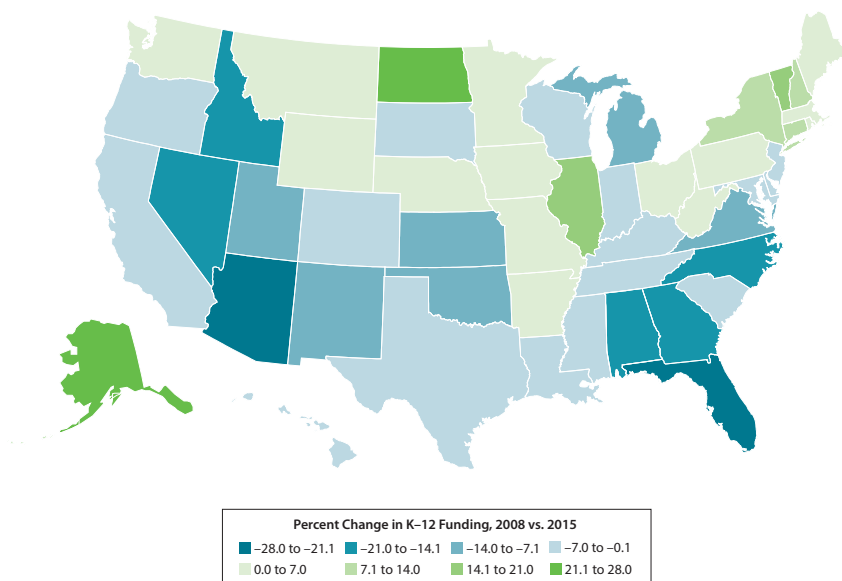 Percent Change in K–12 Funding, 2008 vs. 2015
–28.0 to –21.1 –21.0 to –14.1 –14.0 to –7.1 –7.0 to –0.1
0.0 to 7.0 7.1 to 14.0 14.1 to 21.0 21.1 to 28.0